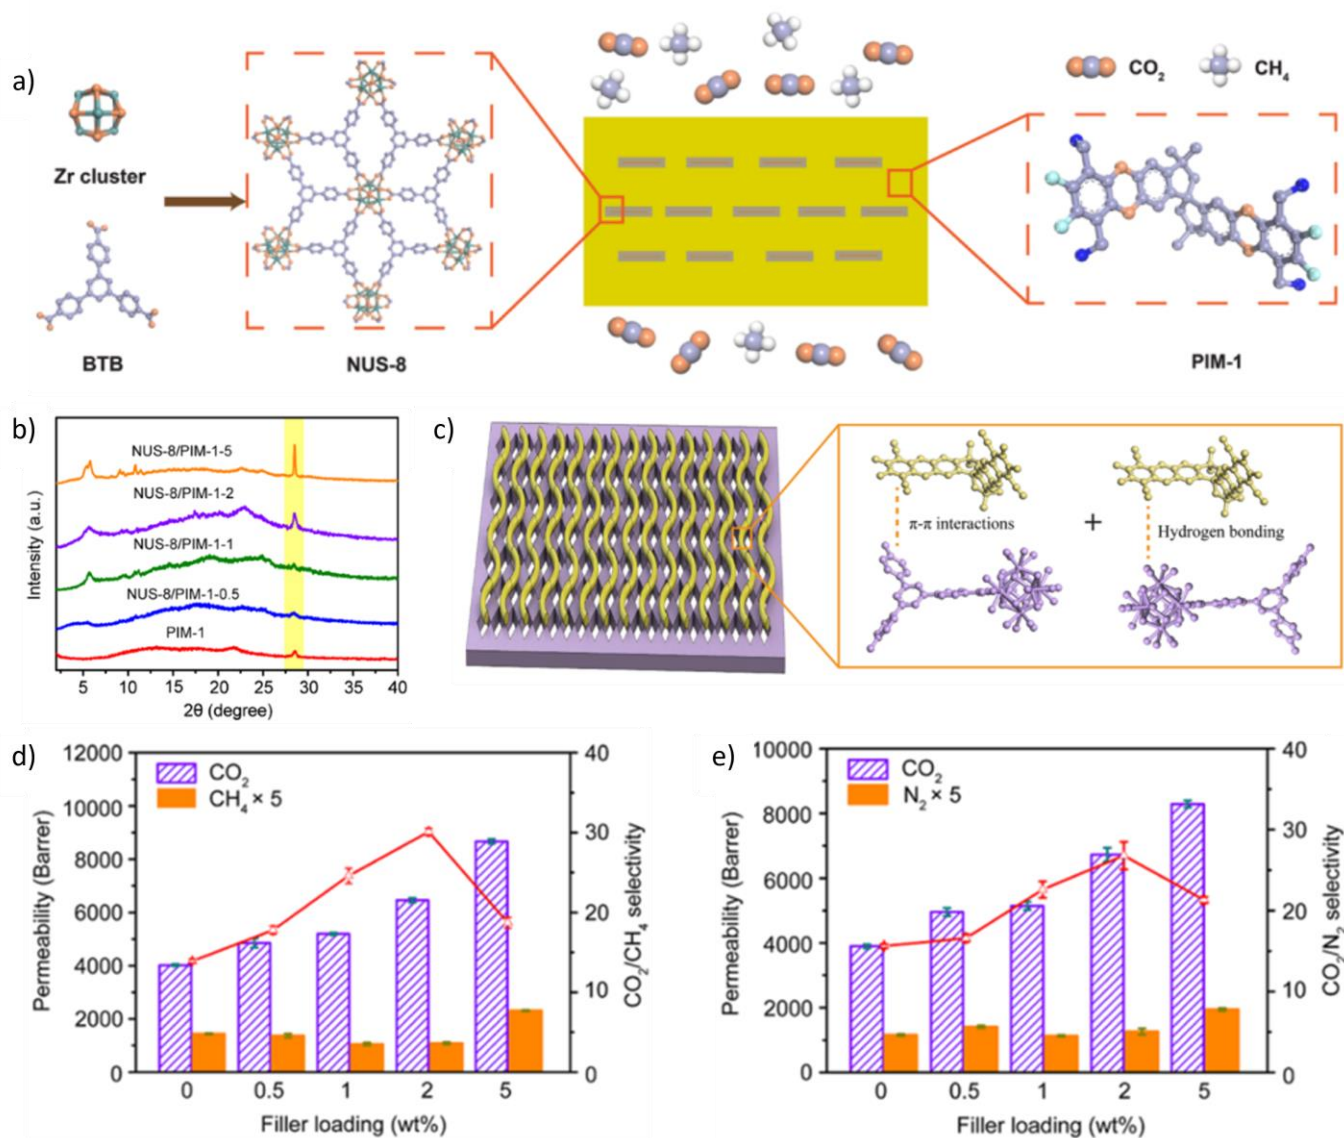 a)
Zr cluster
BTB
NUS-8
CO2
CH4
PIM-1
b)
Intensity (a.u.)
NUS-8/PIM-1-5
NUS-8/PIM-1-2
NUS-8/PIM-1-1
NUS-8/PIM-1-0.5
PIM-1
5 10 15 20 25 30 35 40
2θ (degree)
c)
π-π interactions
+
Hydrogen bonding
d)
Permeability (Barrer)
12000
10000
8000
6000
4000
2000
0
CO2
CH4 × 5
40
30
20
10
0
CO2/CH4 selectivity
0 0.5 1 2 5
Filler loading (wt%)
e)
Permeability (Barrer)
10000
8000
6000
4000
2000
0
CO2
N2 × 5
40
30
20
10
0
CO2/N2 selectivity
0 0.5 1 2 5
Filler loading (wt%)